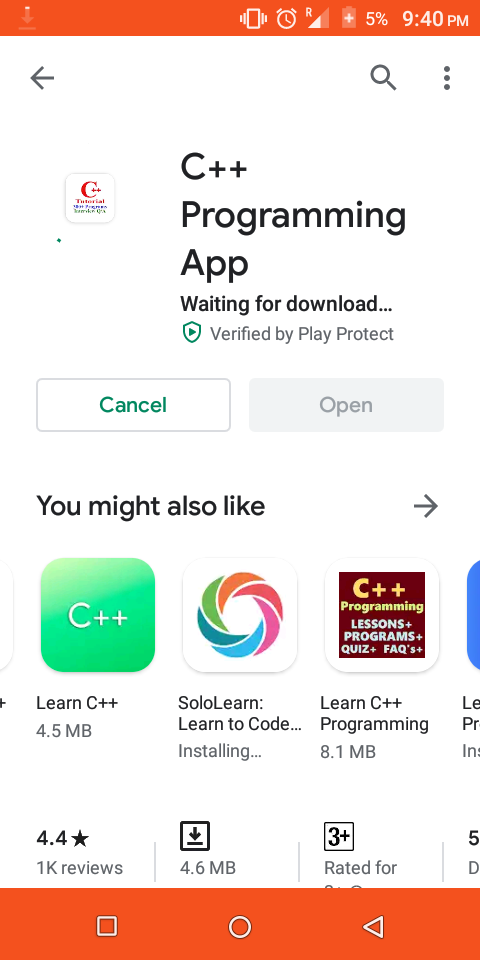 R 5% 9:40 PM
C++
Tutorial
C++
Programming
App
Waiting for download...
Verified by Play Protect
Cancel Open
You might also like
C++
C++
Programming
LESSONS+
PROGRAMS+
QUIZ+ FAQ's+
+ Learn C++ SoloLearn: Learn C++ Le
Learn to Code... Programming Pr
4.5 MB Installing... 8.1 MB Ins
4.4★ 3+ 5
1K reviews 4.6 MB Rated for D